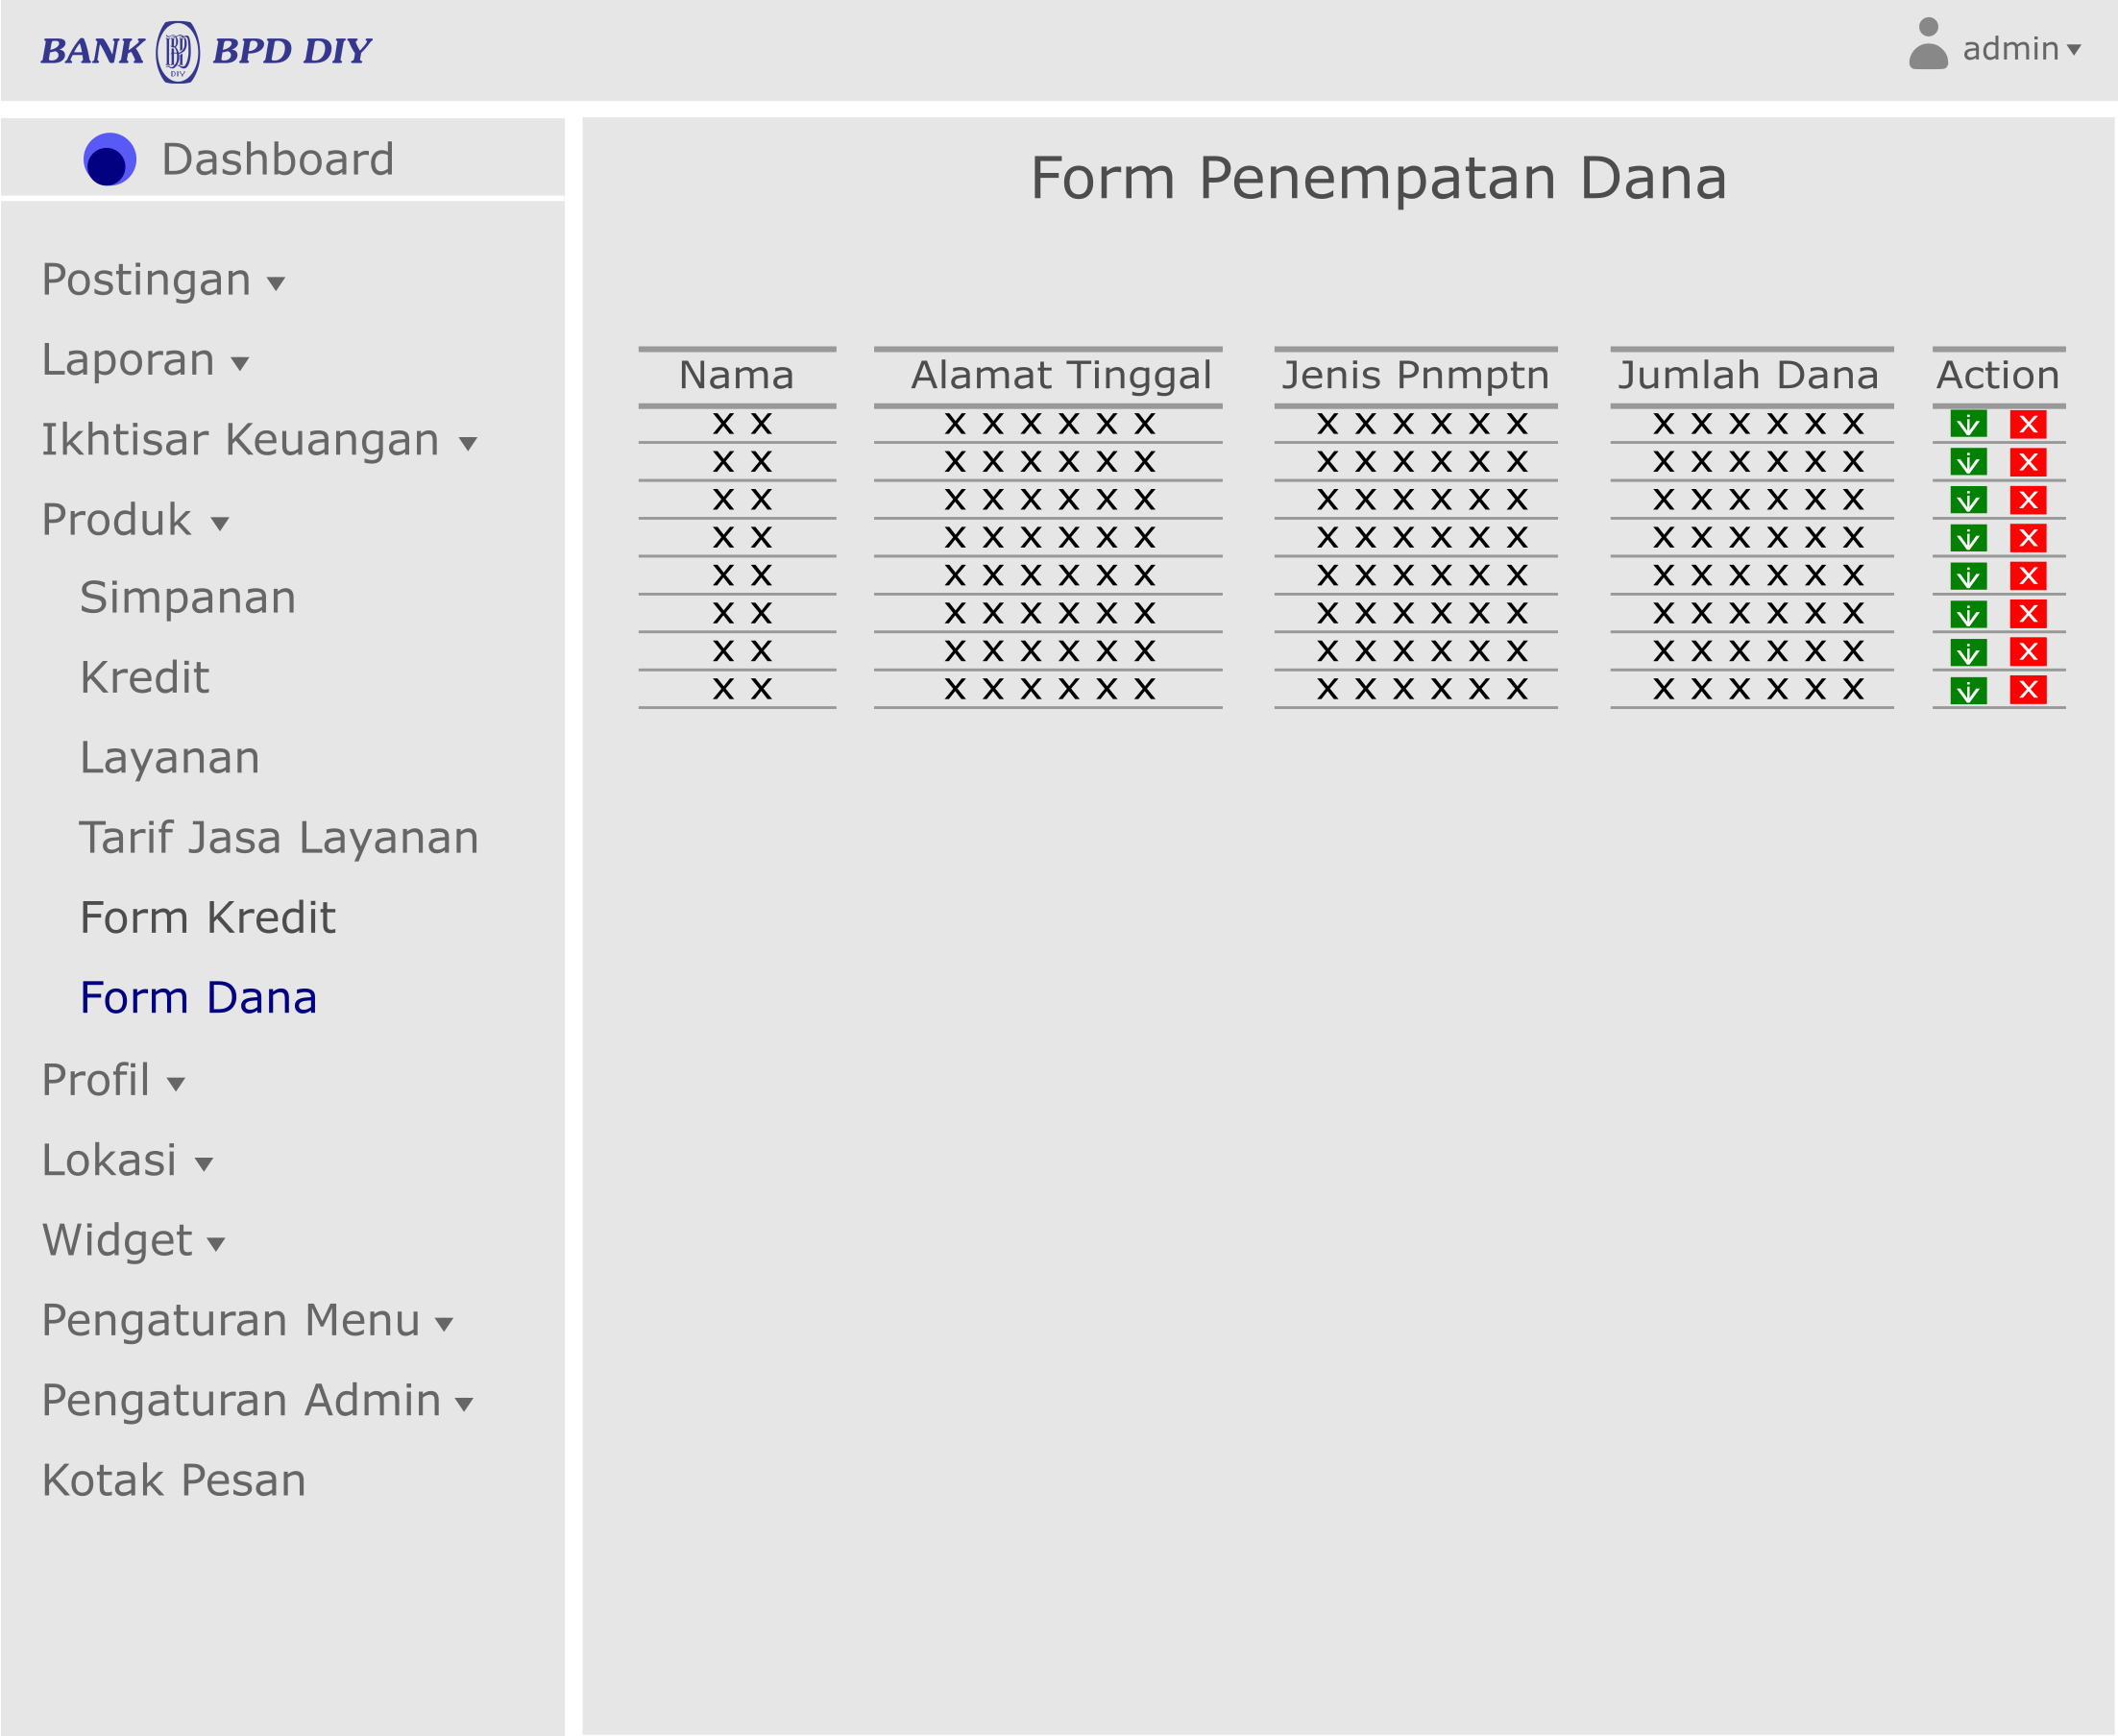 BANK BPD DIY
admin
Dashboard
Form Penempatan Dana
Postingan
Laporan
Ikhtisar Keuangan
Produk
Simpanan
Kredit
Layanan
Tarif Jasa Layanan
Form Kredit
Form Dana
Profil
Lokasi
Widget
Pengaturan Menu
Pengaturan Admin
Kotak Pesan
Nama Alamat Tinggal Jenis Pnmptn Jumlah Dana Action
X X X X X X X X X X X X X X X X X X X X X
X X X X X X X X X X X X X X X X X X X X X
X X X X X X X X X X X X X X X X X X X X X
X X X X X X X X X X X X X X X X X X X X X
X X X X X X X X X X X X X X X X X X X X X
X X X X X X X X X X X X X X X X X X X X X
X X X X X X X X X X X X X X X X X X X X X
X X X X X X X X X X X X X X X X X X X X X